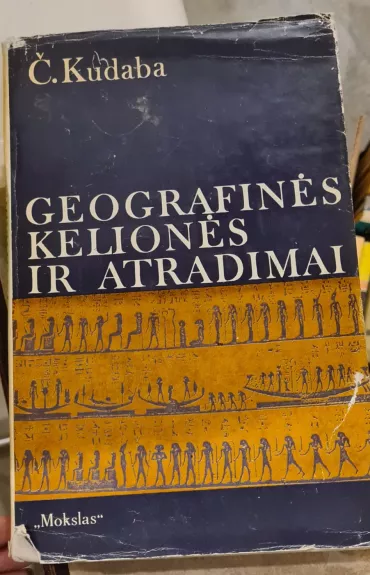 Č. Kudaba
GEOGRAFINĖS
KELIONĖS
IR ATRADIMAI
„Mokslas“